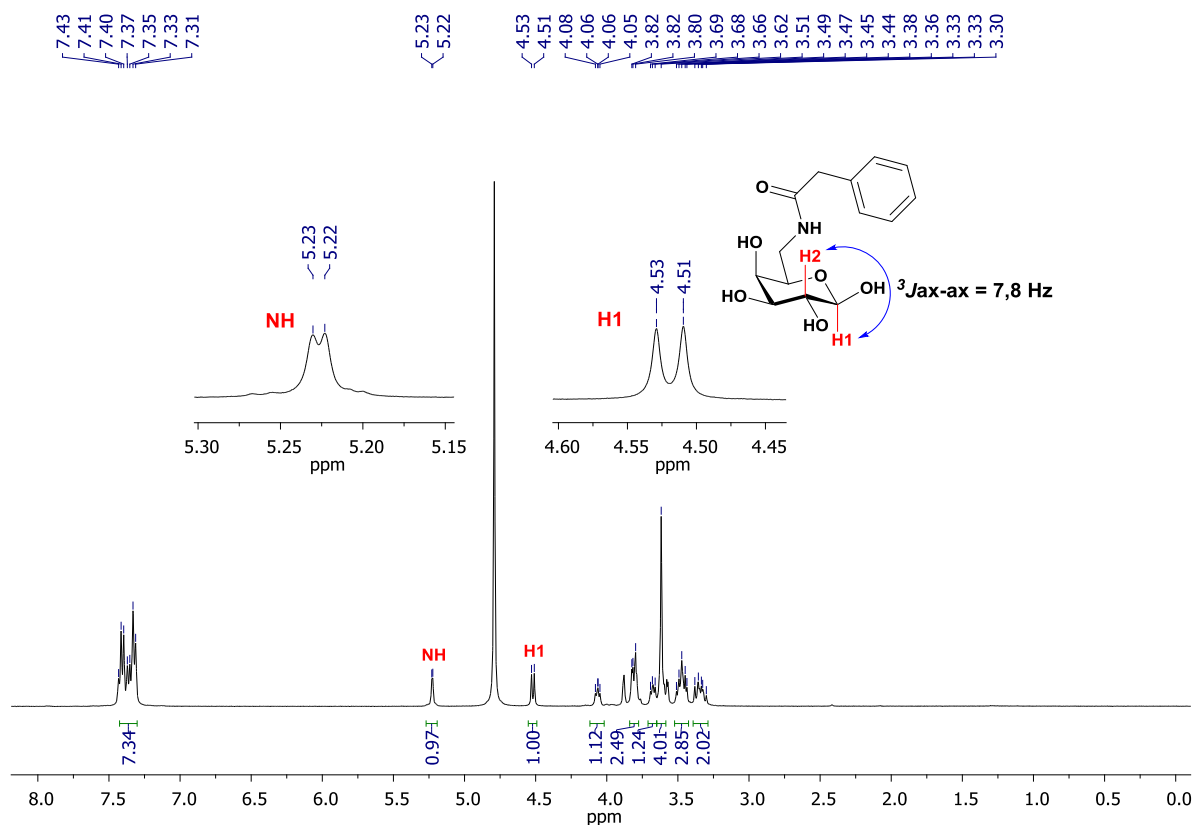 7.43 7.41 7.40 7.37 7.35 7.33 7.31 5.23 5.22 4.53 4.51 4.08 4.06 4.06 4.05 3.82 3.82 3.80 3.69 3.68 3.66 3.62 3.51 3.49 3.47 3.45 3.44 3.38 3.36 3.33 3.33 3.30
O
NH
HO
H2
O
OH
HO
HO
H1
³Jax-ax = 7,8 Hz
5.23 5.22
NH
5.30 5.25 5.20 5.15
ppm
4.53 4.51
H1
4.60 4.55 4.50 4.45
ppm
NH
H1
7.34 0.97 1.00 1.12 2.49 1.24 4.01 2.85 2.02
8.0 7.5 7.0 6.5 6.0 5.5 5.0 4.5 4.0 3.5 3.0 2.5 2.0 1.5 1.0 0.5 0.0
ppm